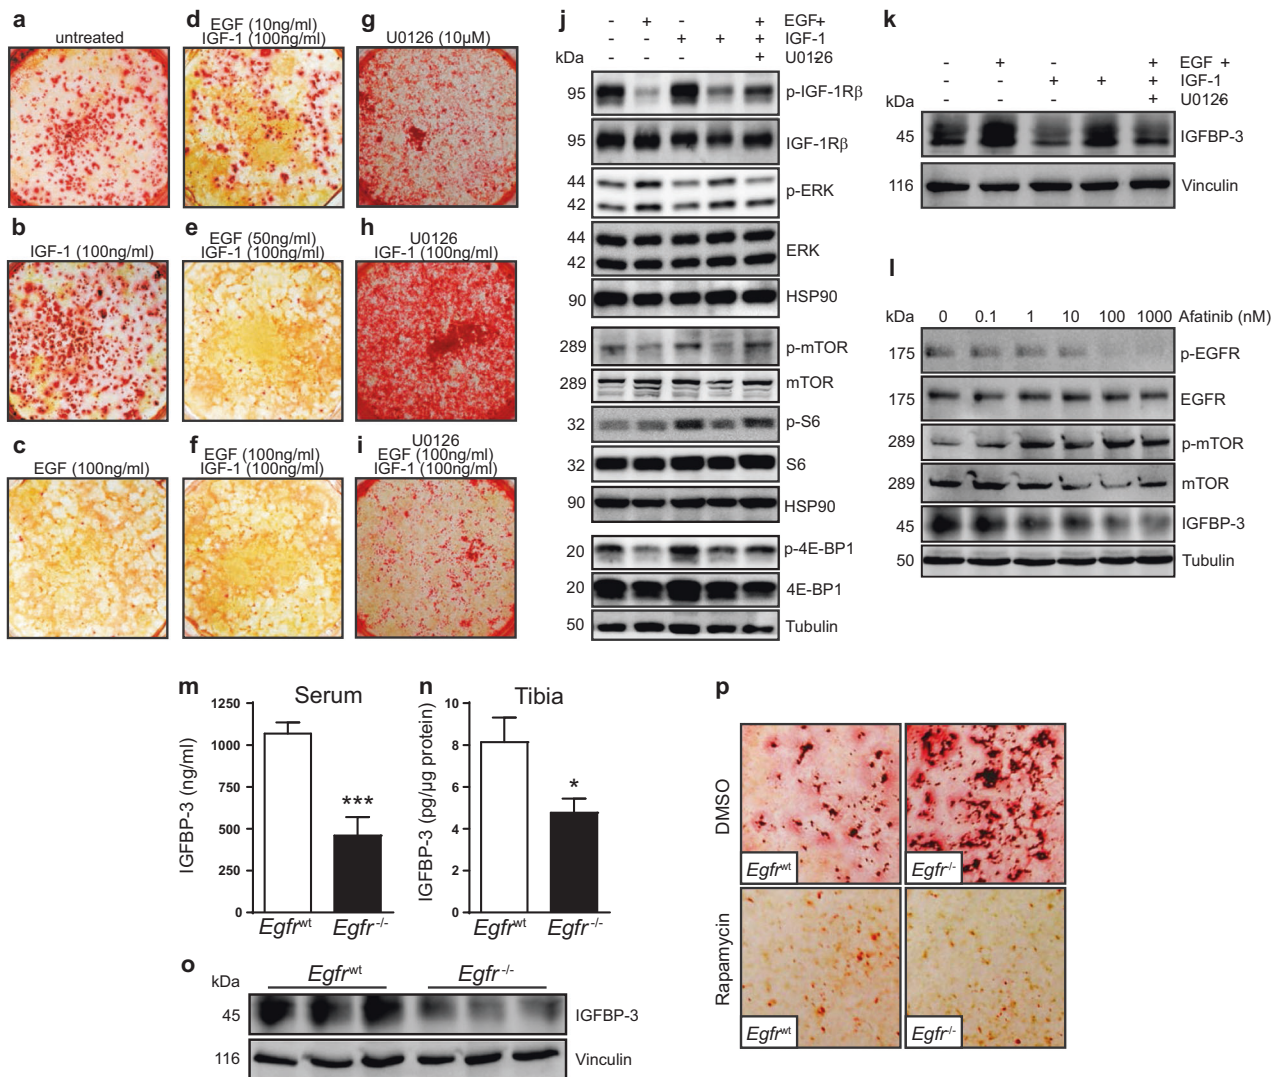 a
untreated
d
EGF (10ng/ml)
IGF-1 (100ng/ml)
g
U0126 (10µM)
b
IGF-1 (100ng/ml)
e
EGF (50ng/ml)
IGF-1 (100ng/ml)
h
U0126
IGF-1 (100ng/ml)
c
EGF (100ng/ml)
f
EGF (100ng/ml)
IGF-1 (100ng/ml)
i
U0126
EGF (100ng/ml)
IGF-1 (100ng/ml)
j
- + - + EGF+
- - + + + IGF-1
kDa - - - - + U0126 -
95 p-IGF-1Rβ
95 IGF-1Rβ
44 p-ERK
42
44 ERK
42
90 HSP90
289 p-mTOR
289 mTOR
32 p-S6
32 S6
90 HSP90
20 p-4E-BP1
20 4E-BP1
50 Tubulin
k
- + - + EGF +
- - + + + IGF-1
kDa - - - + U0126 -
45 IGFBP-3
116 Vinculin
l
kDa 0 0.1 1 10 100 1000 Afatinib (nM)
175 p-EGFR
175 EGFR
289 p-mTOR
289 mTOR
45 IGFBP-3
50 Tubulin
m
Serum
IGFBP-3 (ng/ml)
1250
1000
750
500
250
0
***
Egfrwt Egfr-/-
n
Tibia
IGFBP-3 (pg/µg protein)
10
8
6
4
2
0
*
Egfrwt Egfr-/-
o
kDa Egfrwt Egfr-/-
45 IGFBP-3
116 Vinculin
p
DMSO
Egfrwt Egfr-/-
Rapamycin
Egfrwt Egfr-/-